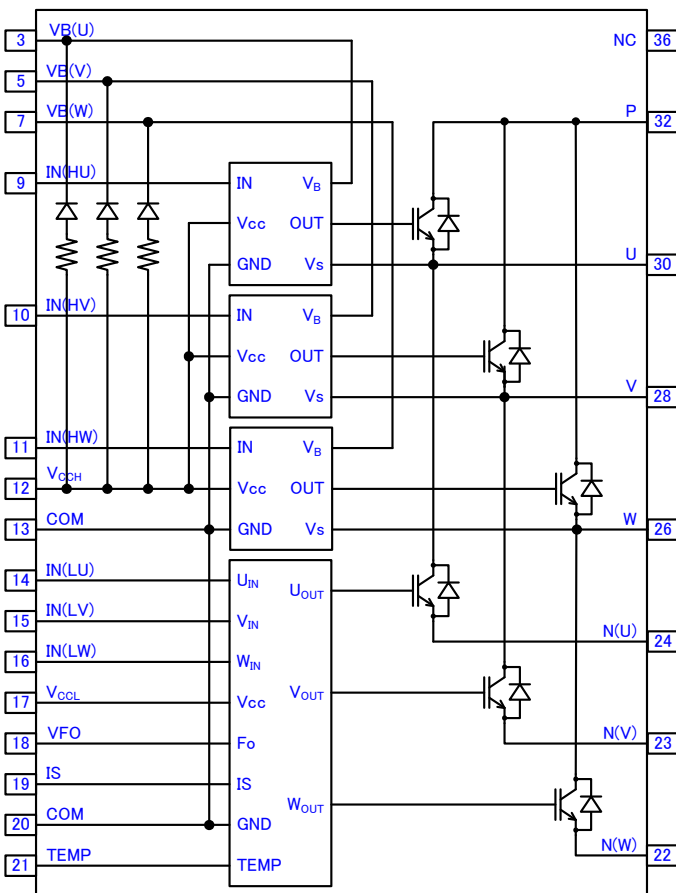 3 VB(U)
5 VB(V)
7 VB(W)
9 IN(HU)
10 IN(HV)
11 IN(HW)
12 VCCH
13 COM
14 IN(LU)
15 IN(LV)
16 IN(LW)
17 VCCL
18 VFO
19 IS
20 COM
21 TEMP
IN VB
Vcc OUT
GND Vs
IN VB
Vcc OUT
GND Vs
IN VB
Vcc OUT
GND Vs
UIN UOUT
VIN
WIN
Vcc VOUT
Fo
IS
WOUT
GND
TEMP
NC 36
P 32
U 30
V 28
W 26
N(U) 24
N(V) 23
N(W) 22